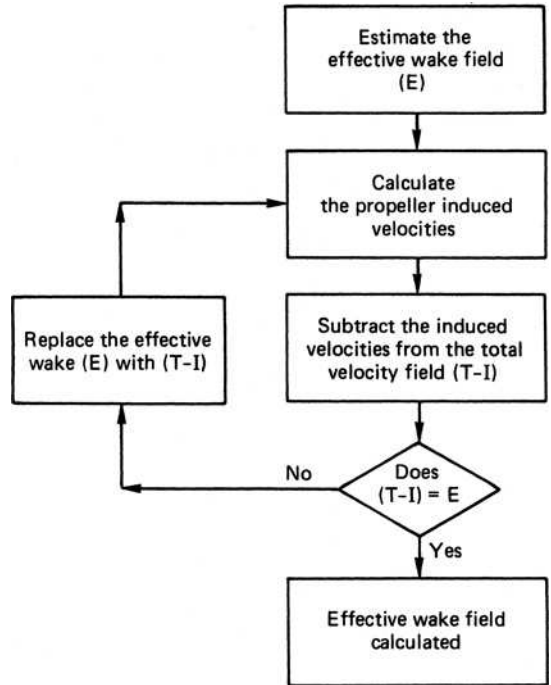 Estimate the
effective wake field
(E)
Calculate
the propeller induced
velocities
Subtract the induced
velocities from the total
velocity field (T-I)
Replace the effective
wake (E) with (T-I)
Does
(T-I) = E
No
Yes
Effective wake field
calculated